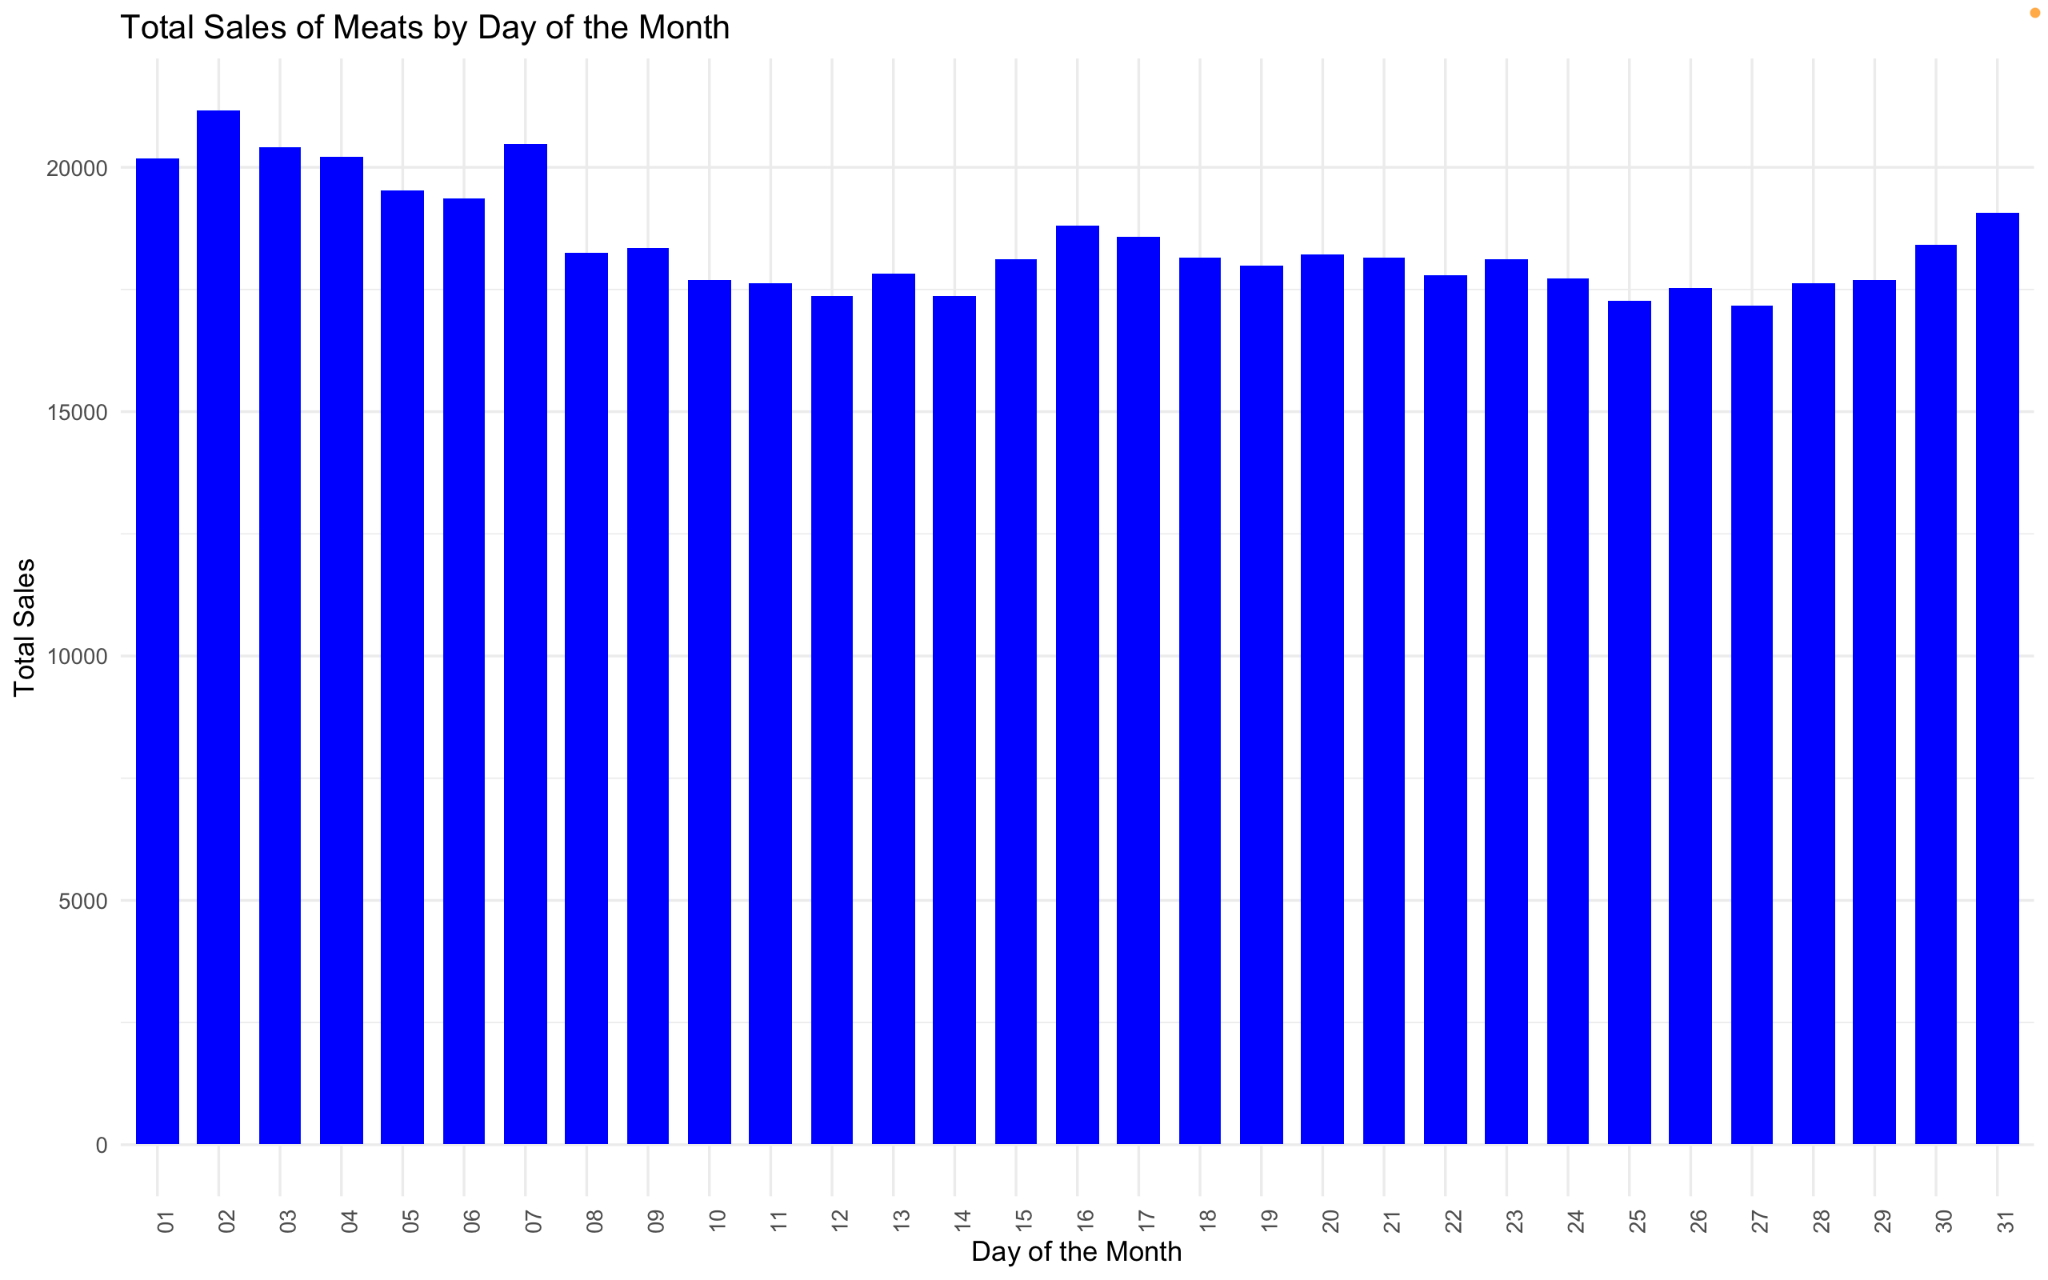 Total Sales of Meats by Day of the Month
Total Sales
20000
15000
10000
5000
0
01 02 03 04 05 06 07 08 09 10 11 12 13 14 15 16 17 18 19 20 21 22 23 24 25 26 27 28 29 30 31
Day of the Month